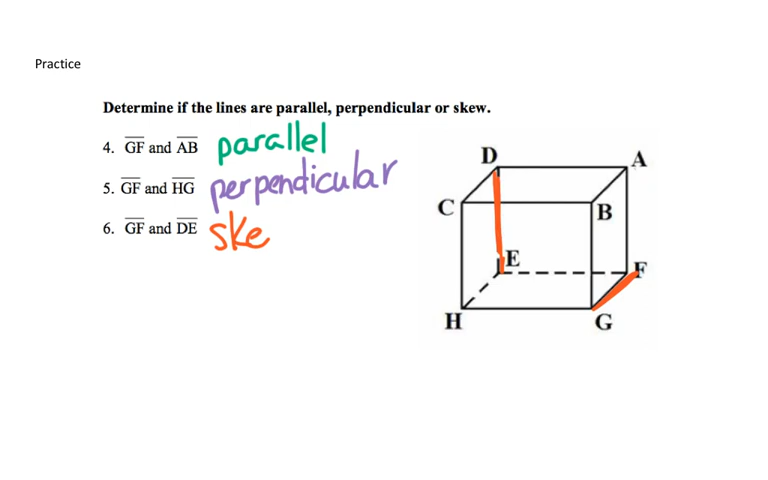 Practice
Determine if the lines are parallel, perpendicular or skew.
4. GF and AB parallel
5. GF and HG perpendicular
6. GF and DE ske
D
A
C
B
E
F
H
G